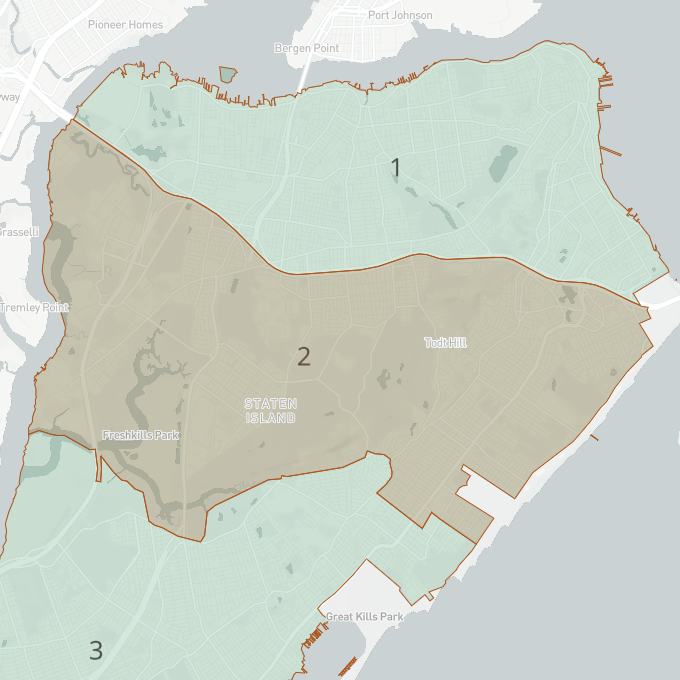 Port Johnson
Pioneer Homes
Bergen Point
way
1
Grasselli
Tremley Point
Todt Hill
2
STATEN
ISLAND
Freshkills Park
Great Kills Park
3